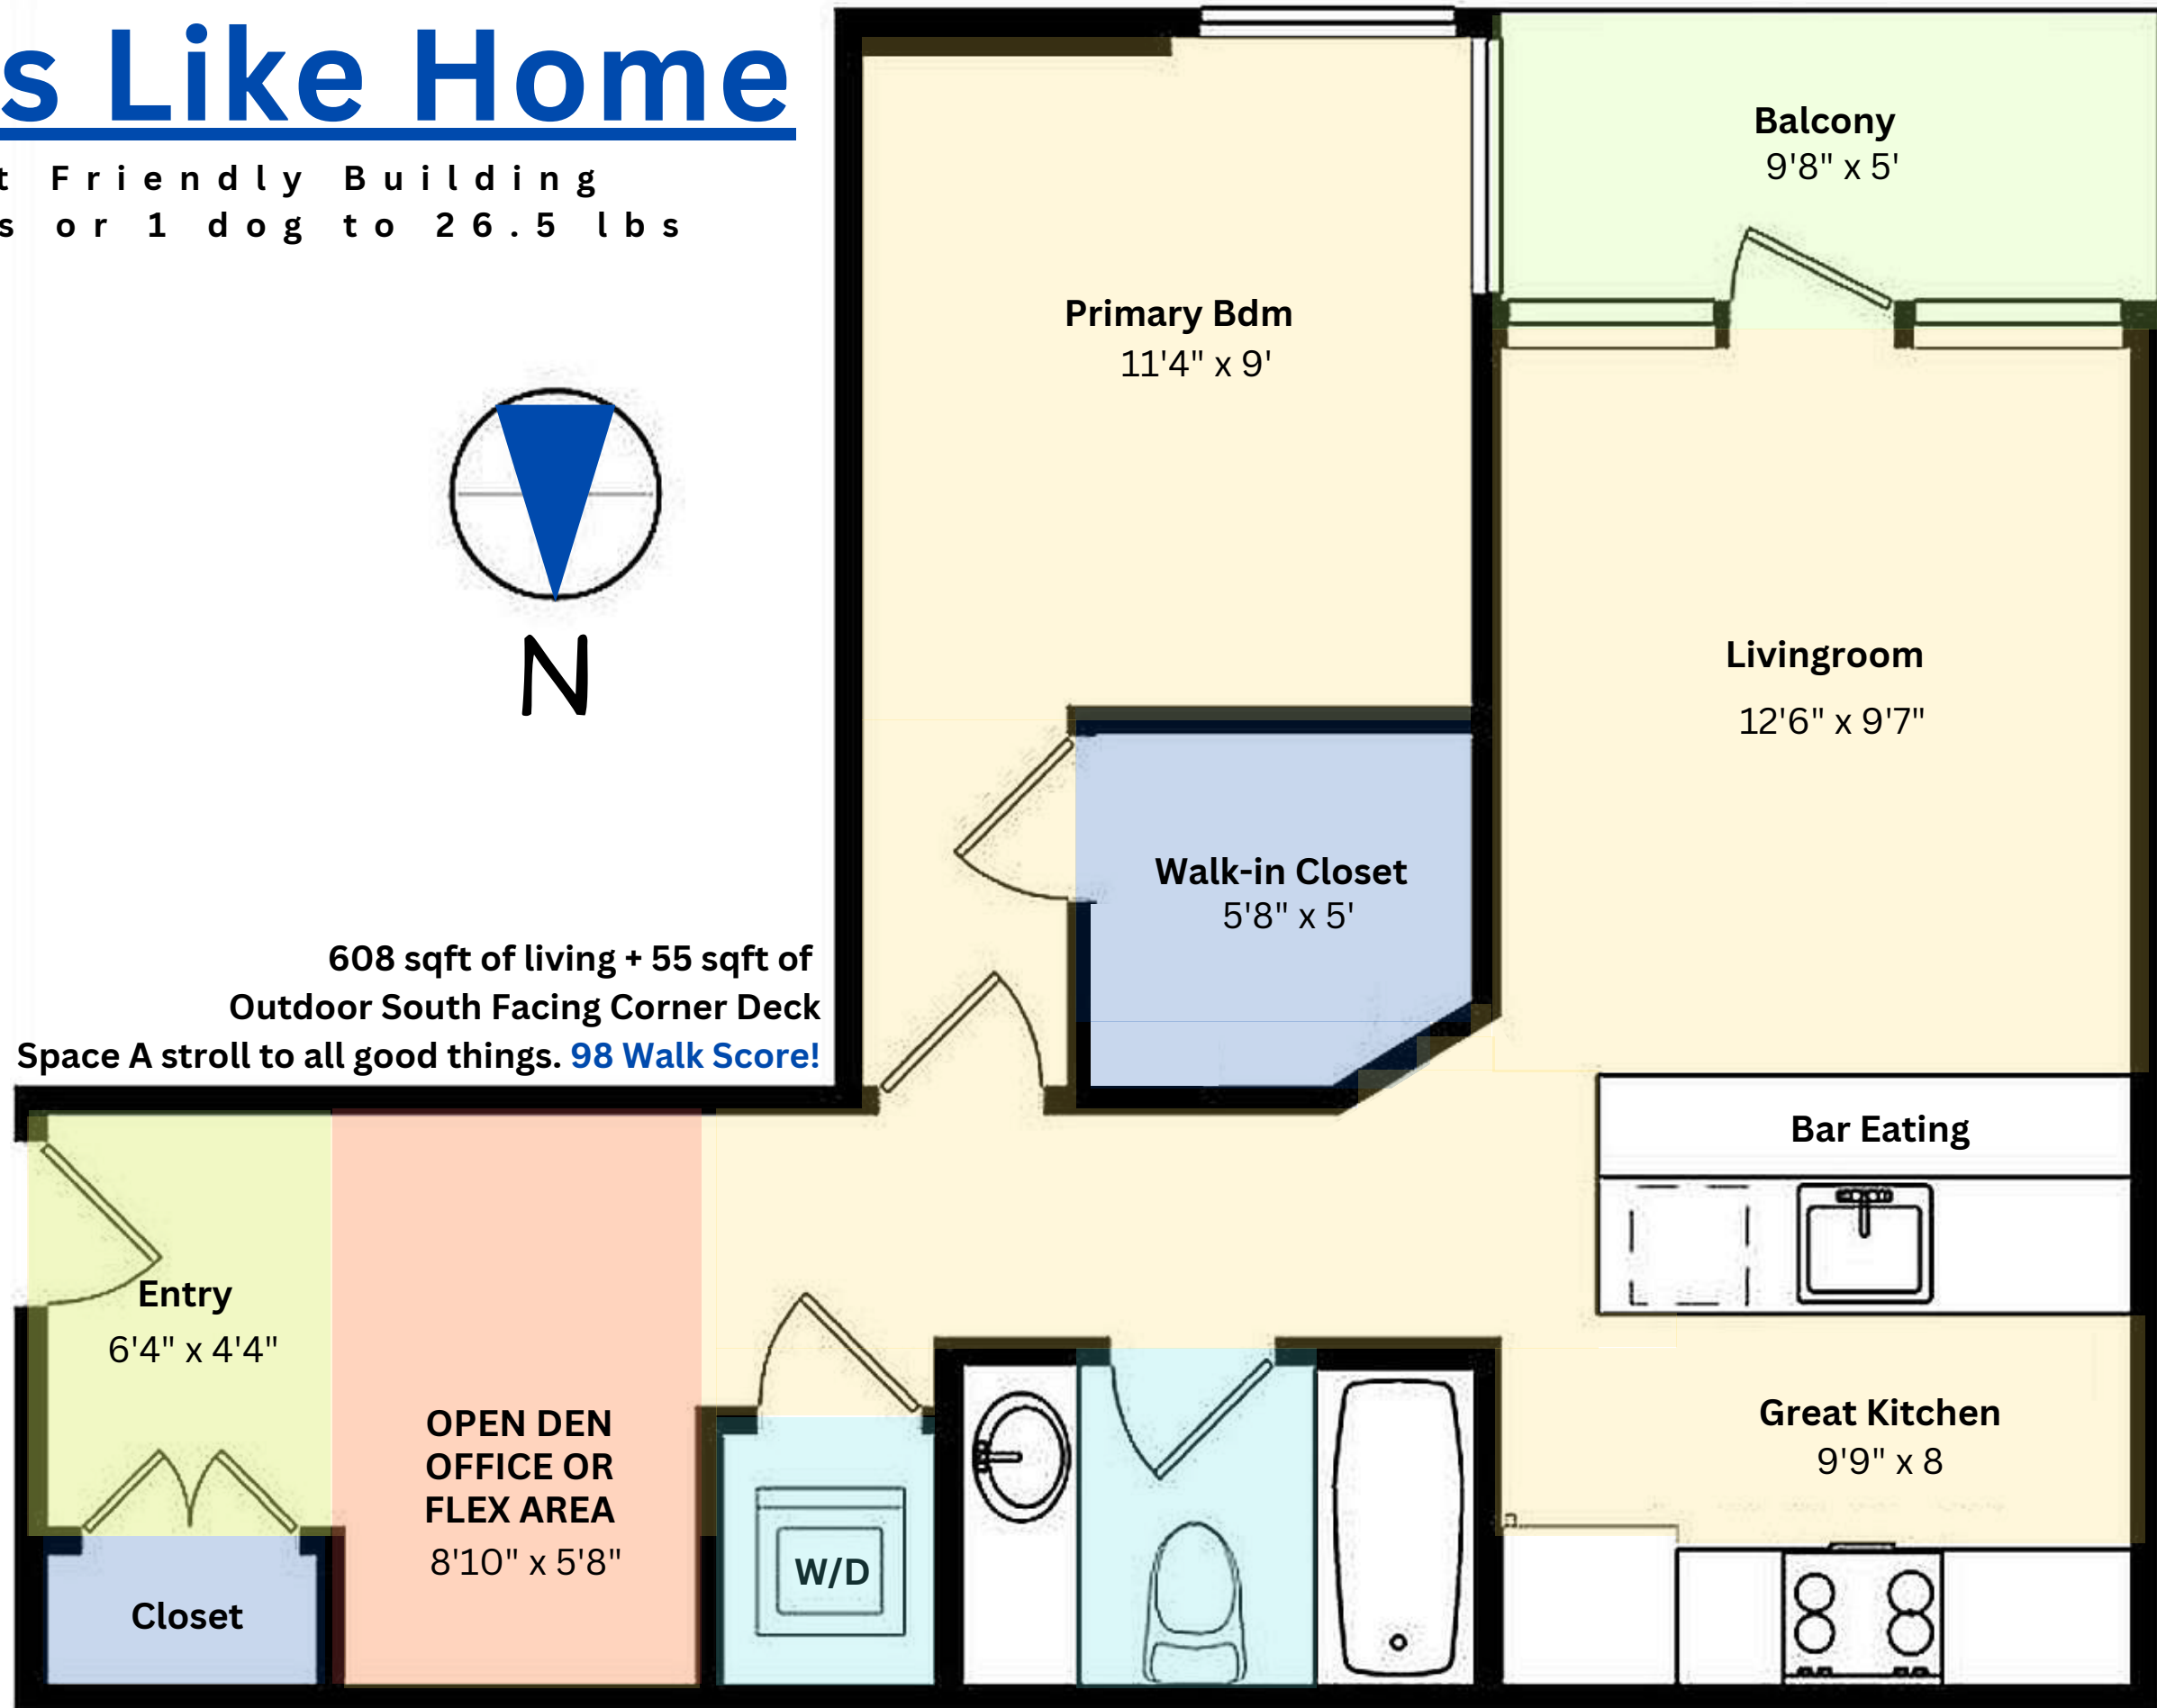 s Like Home
t Friendly Building
s or 1 dog to 26.5 lbs
Balcony
9'8" x 5'
Primary Bdm
11'4" x 9'
N
Livingroom
12'6" x 9'7"
Walk-in Closet
5'8" x 5'
608 sqft of living + 55 sqft of
Outdoor South Facing Corner Deck
Space A stroll to all good things. 98 Walk Score!
Bar Eating
Entry
6'4" x 4'4"
OPEN DEN
OFFICE OR
FLEX AREA
8'10" x 5'8"
Great Kitchen
9'9" x 8
W/D
Closet